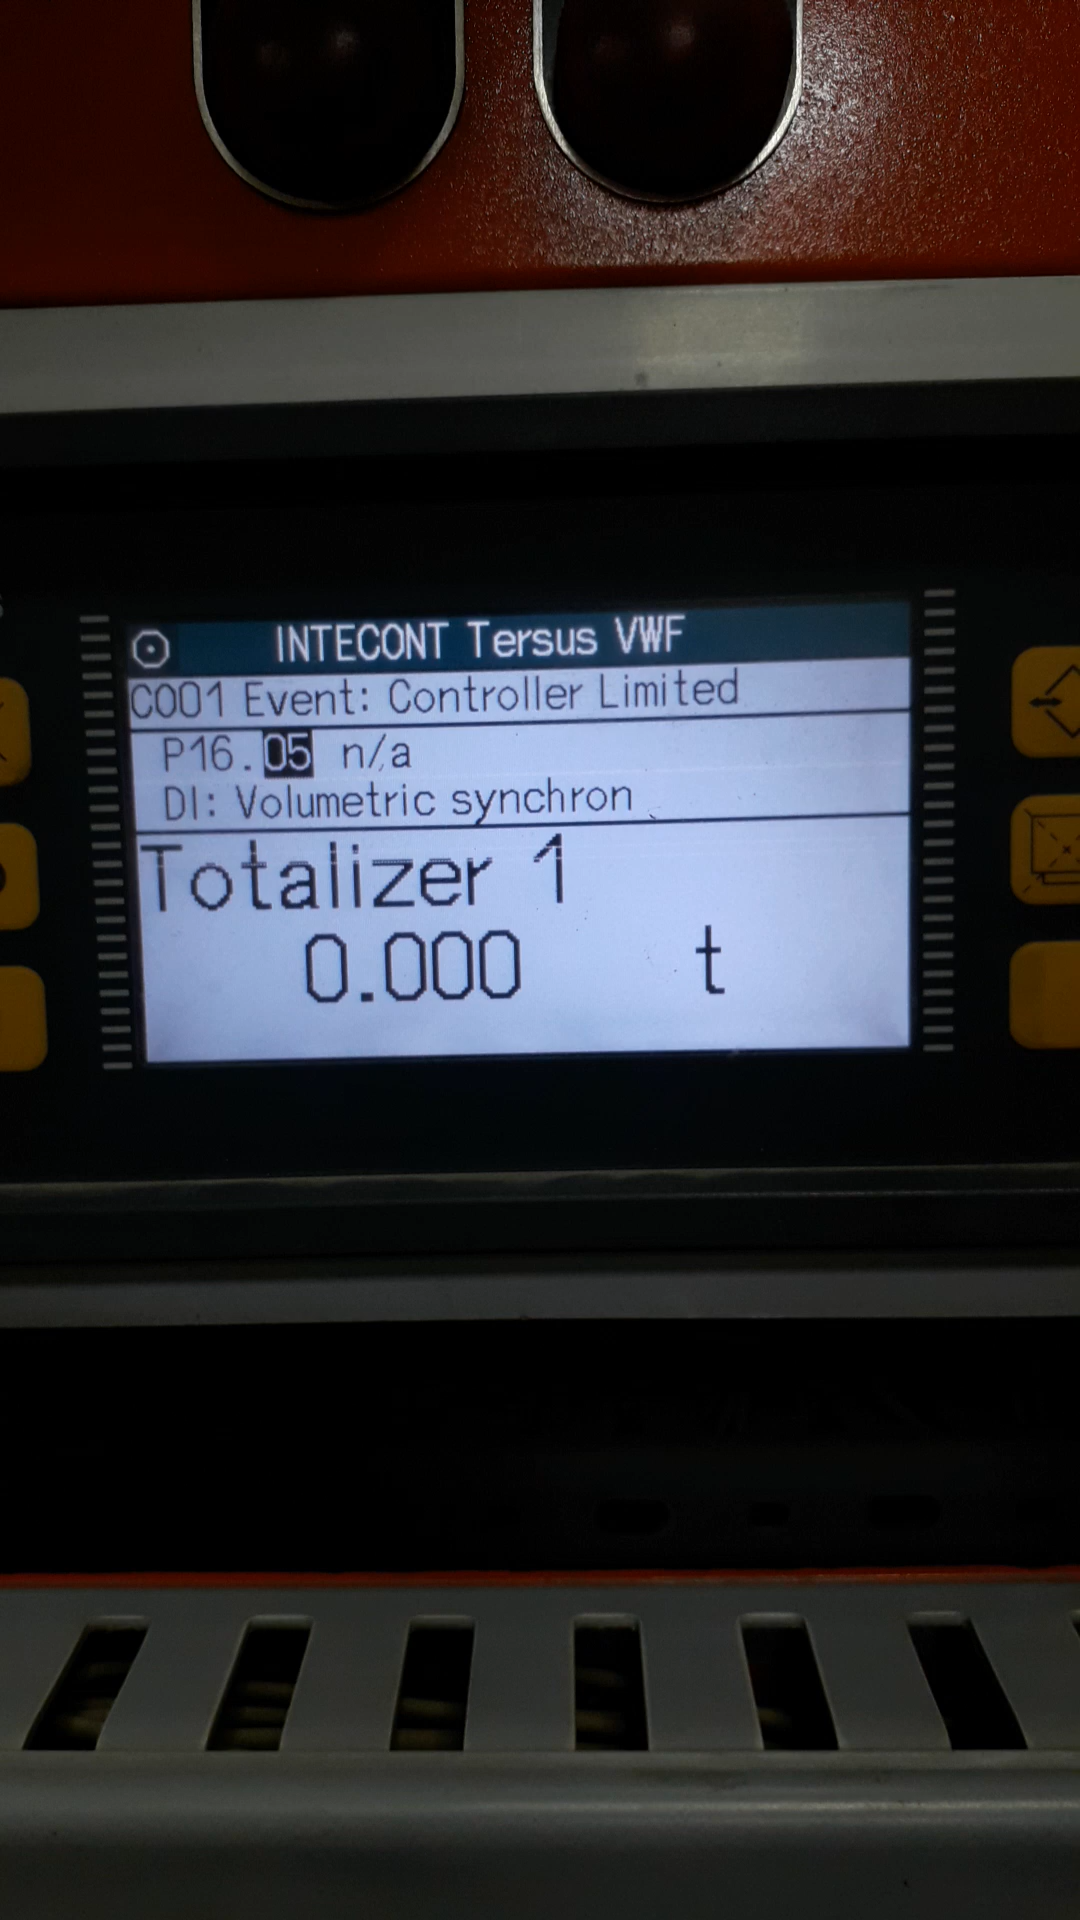 INTECONT Tersus VWF
C001 Event: Controller Limited
P16.05 n/a
DI: Volumetric synchron
Totalizer 1
0.000 t